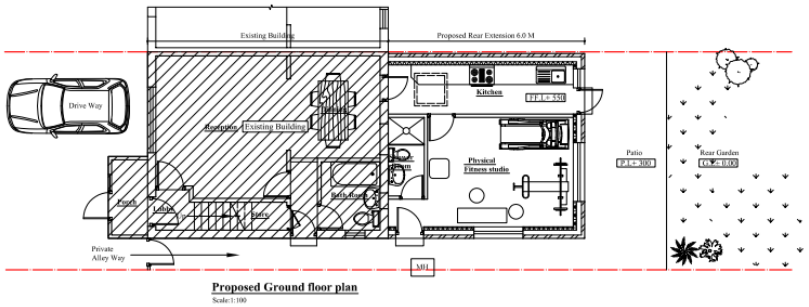 Existing Building
Proposed Rear Extension 6.0 M
Kitchen
FF.L+ 550
Drive Way
Reception
Existing Building
Patio
P.L+ 300
Rear Garden
G.L+ 0.00
Physical
Fitness studio
Bath Room
Porch
Lobby
Store
Private
Alley Way
MH
Proposed Ground floor plan
Scale:1:100